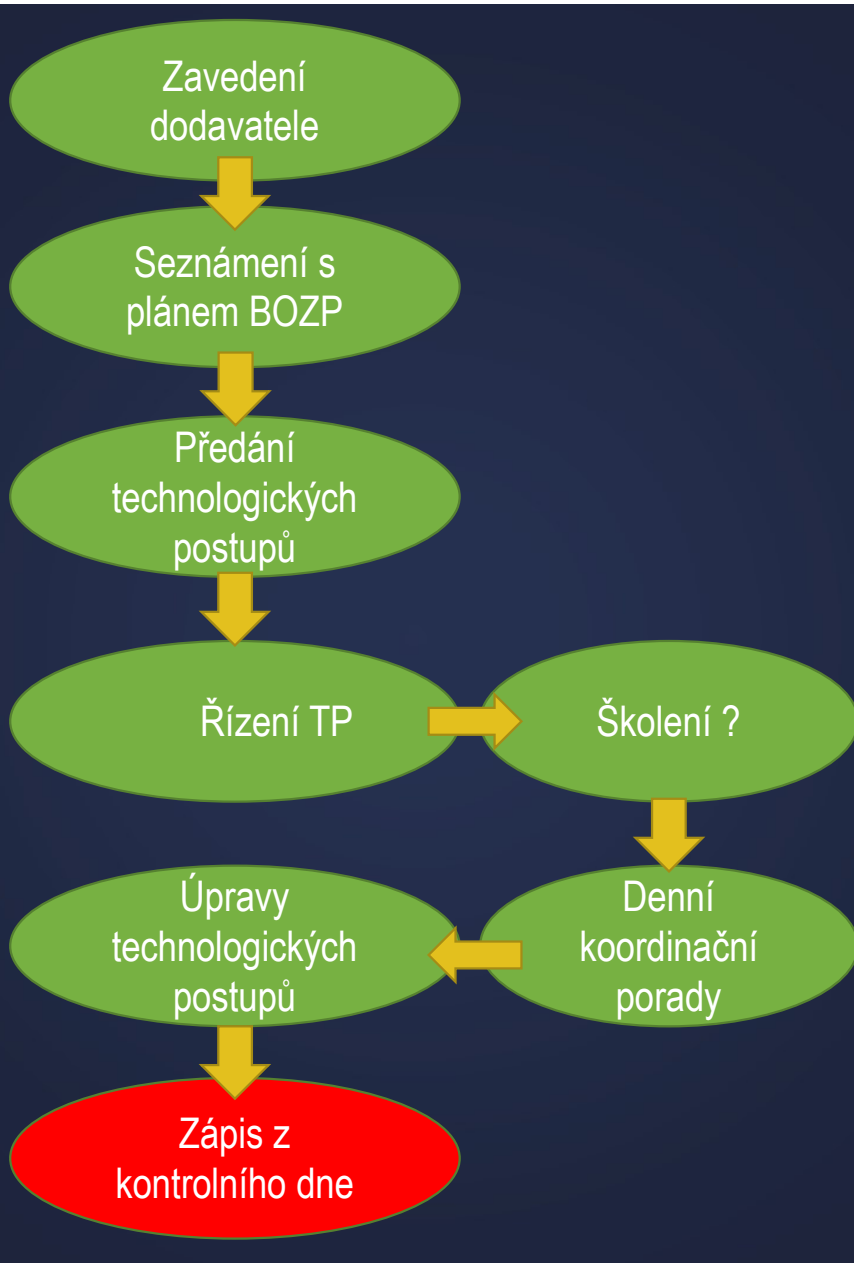 Zavedení
dodavatele
Seznámení s
plánem BOZP
Předání
technologických
postupů
Řízení TP
Školení ?
Denní
koordinační
porady
Úpravy
technologických
postupů
Zápis z
kontrolního dne